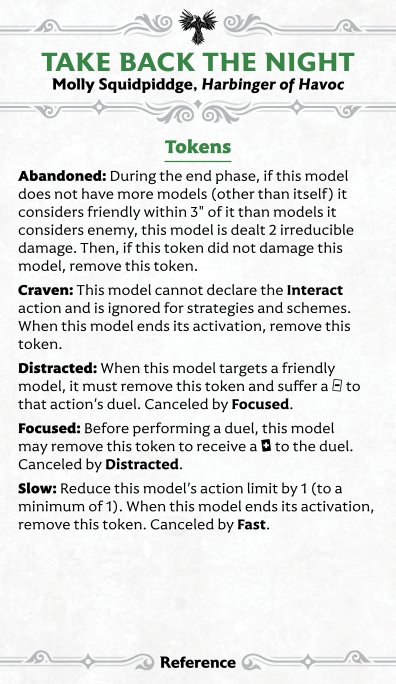 TAKE BACK THE NIGHT
Molly Squidpiddge, Harbinger of Havoc
Tokens
Abandoned: During the end phase, if this model
does not have more models (other than itself) it
considers friendly within 3" of it than models it
considers enemy, this model is dealt 2 irreducible
damage. Then, if this token did not damage this
model, remove this token.
Craven: This model cannot declare the Interact
action and is ignored for strategies and schemes.
When this model ends its activation, remove this
token.
Distracted: When this model targets a friendly
model, it must remove this token and suffer a to
that action's duel. Canceled by Focused.
Focused: Before performing a duel, this model
may remove this token to receive a to the duel.
Canceled by Distracted.
Slow: Reduce this model's action limit by 1 (to a
minimum of 1). When this model ends its activation,
remove this token. Canceled by Fast.
Reference